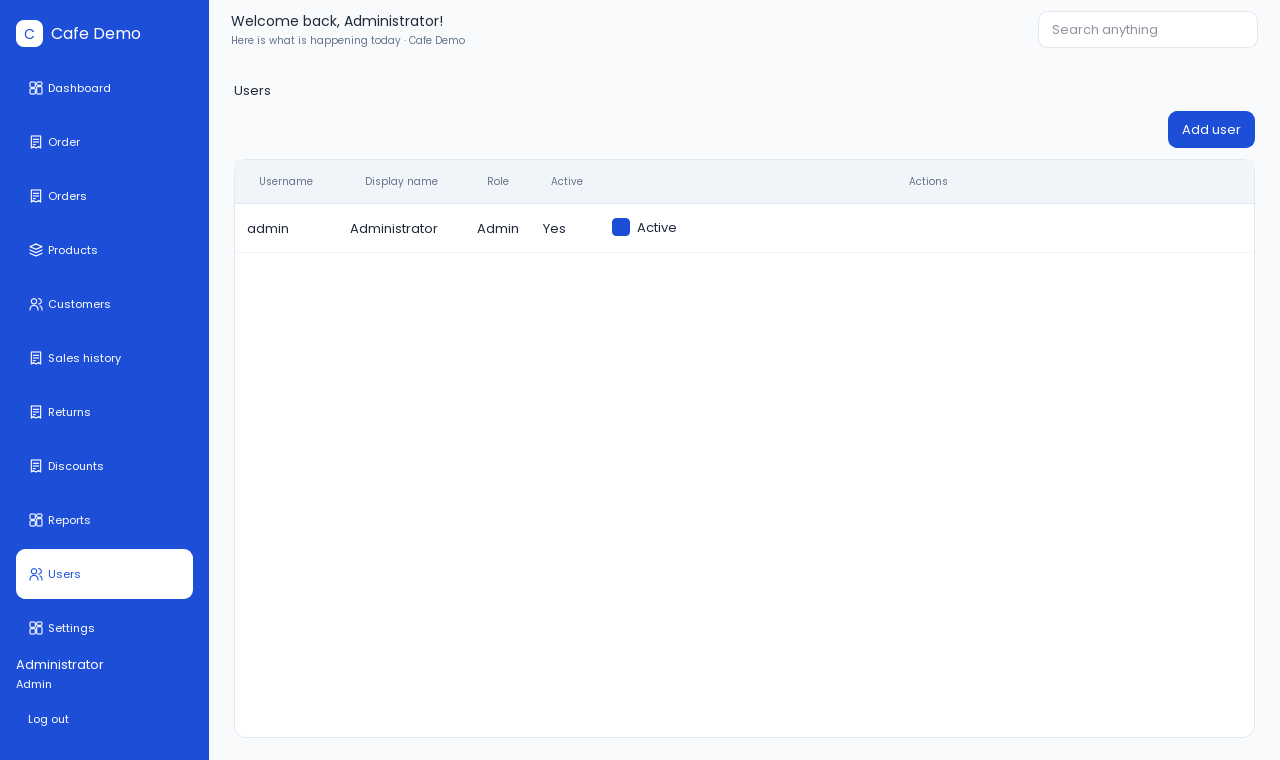 C
Cafe Demo
Dashboard
Order
Orders
Products
Customers
Sales history
Returns
Discounts
Reports
Users
Settings
Administrator
Admin
Log out
Welcome back, Administrator!
Here is what is happening today · Cafe Demo
Search anything
Users
Add user
Username Display name Role Active Actions
admin Administrator Admin Yes Active